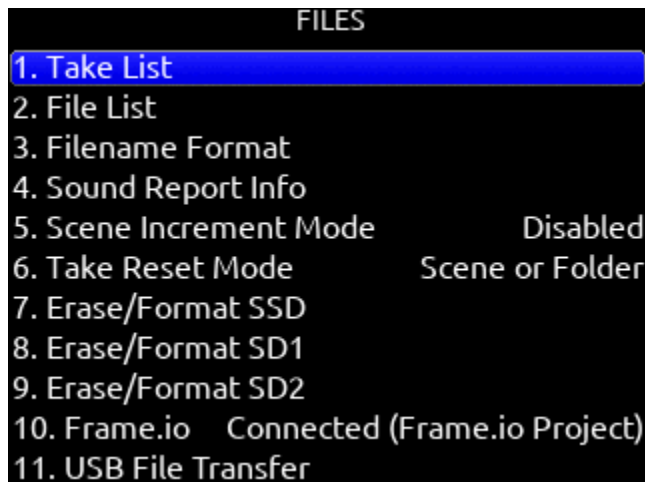 FILES
1. Take List
2. File List
3. Filename Format
4. Sound Report Info
5. Scene Increment Mode Disabled
6. Take Reset Mode Scene or Folder
7. Erase/Format SSD
8. Erase/Format SD1
9. Erase/Format SD2
10. Frame.io Connected (Frame.io Project)
11. USB File Transfer